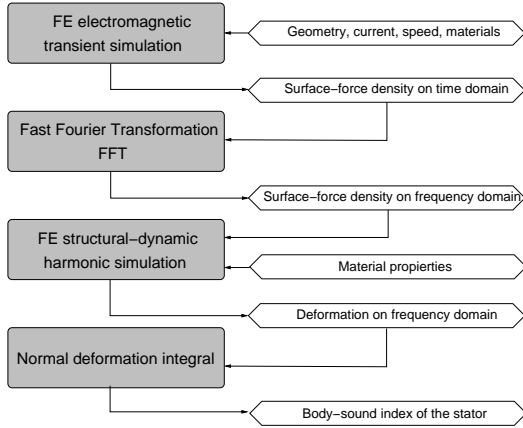 FE electromagnetic
transient simulation
Geometry, current, speed, materials
Surface-force density on time domain
Fast Fourier Transformation
FFT
Surface-force density on frequency domain
FE structural-dynamic
harmonic simulation
Material propierties
Deformation on frequency domain
Normal deformation integral
Body-sound index of the stator